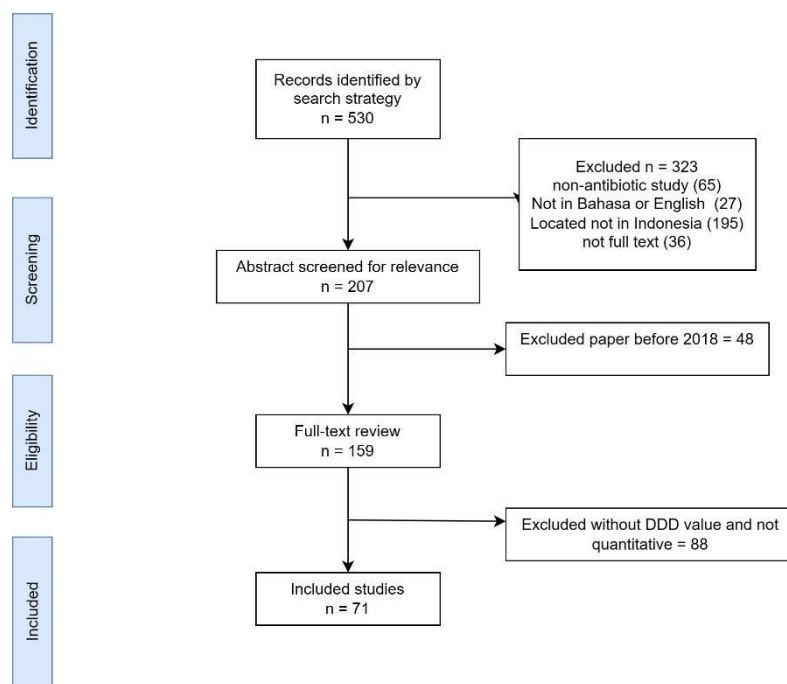 Identification
Records identified by
search strategy
n = 530
Excluded n = 323
non-antibiotic study (65)
Not in Bahasa or English (27)
Located not in Indonesia (195)
not full text (36)
Screening
Abstract screened for relevance
n = 207
Excluded paper before 2018 = 48
Eligibility
Full-text review
n = 159
Excluded without DDD value and not
quantitative = 88
Included
Included studies
n = 71